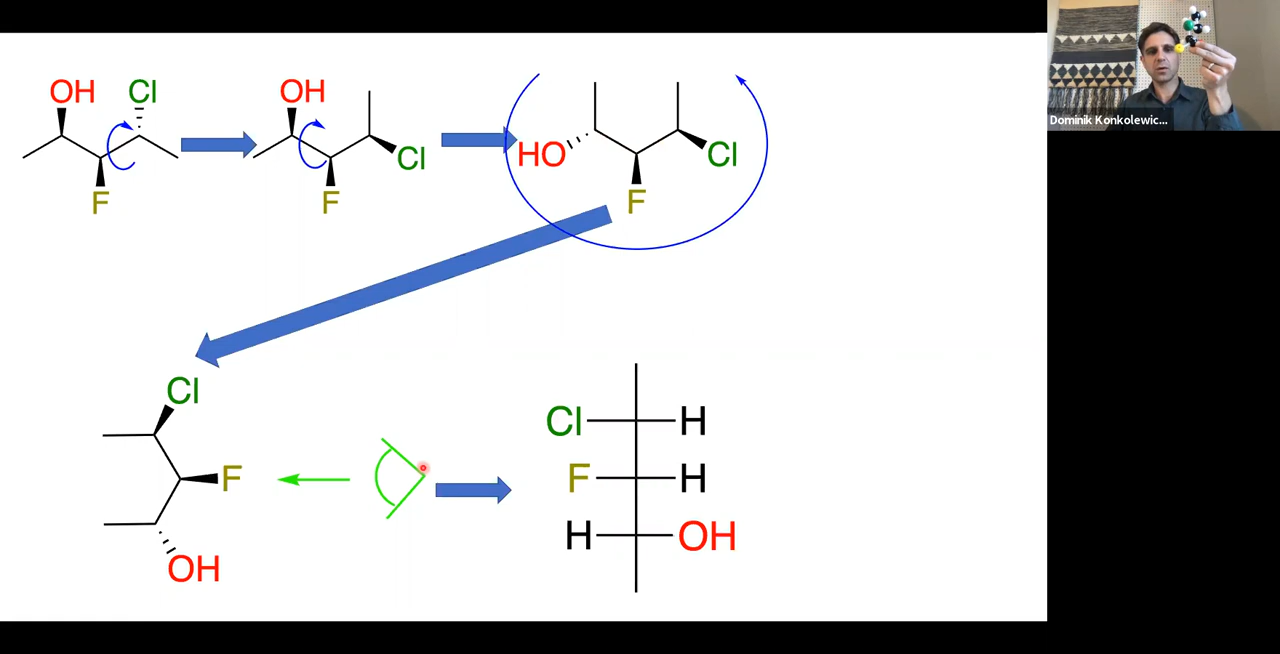 OH Cl
F
OH
Cl
F
HO Cl
F
Cl
F
OH
Cl H
F H
H OH
Dominik Konkolewic...